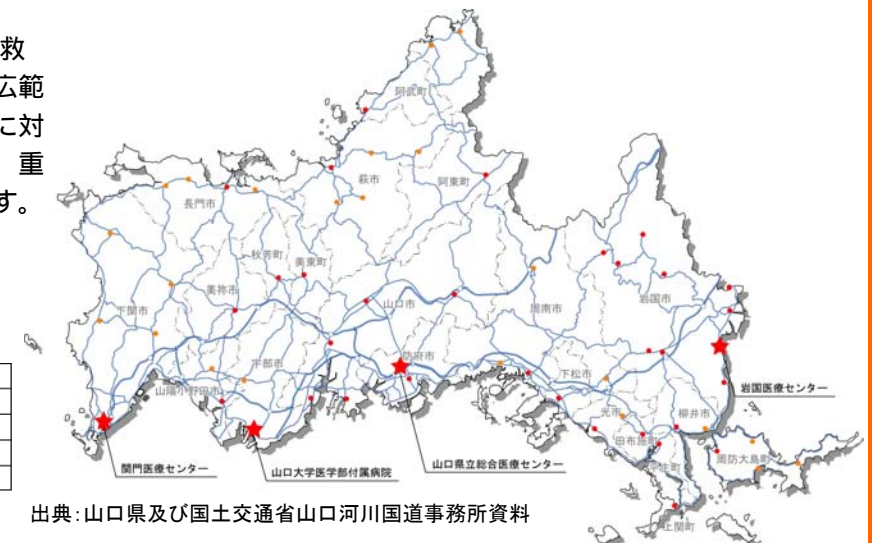 救
広範
に対
重
す。
阿武町
萩市
阿東町
長門市
秋芳町
美東町
美祢市
山口市
下関市
周南市
岩国市
宇部市
防府市
下松市
山陽小野田市
岩国医療センター
光市
柳井市
田布施町
周防大島町
平生町
上関町
関門医療センター
山口大学医学部付属病院
山口県立総合医療センター
出典：山口県及び国土交通省山口河川国道事務所資料